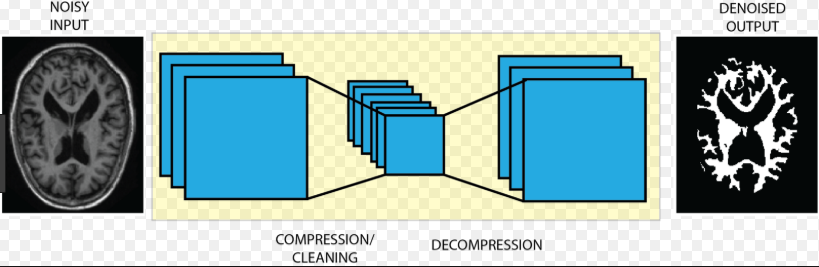 NOISY
INPUT
DENOISED
OUTPUT
COMPRESSION/
CLEANING
DECOMPRESSION